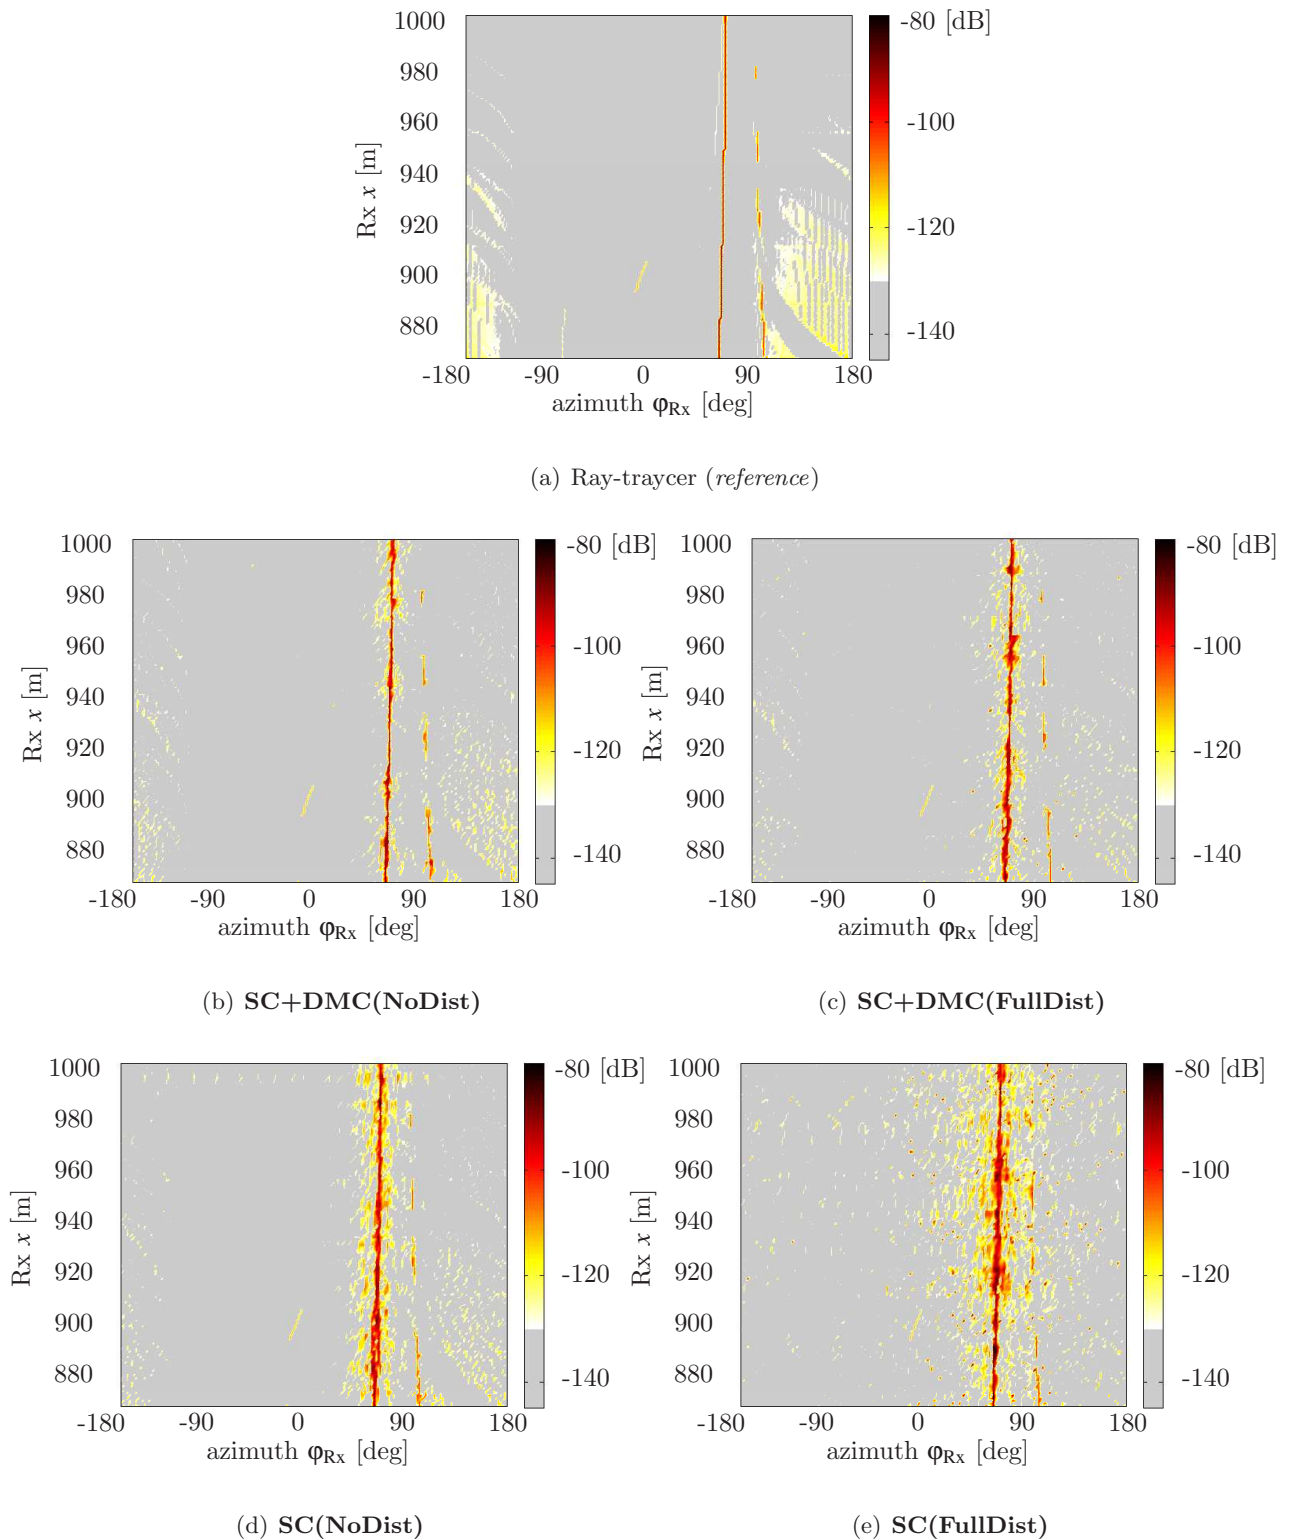 1000
980
960
940
920
900
880
Rx x [m]
-180 -90 0 90 180
azimuth φRx [deg]
-80 [dB]
-100
-120
-140
(a) Ray-traycer (reference)
1000
980
960
940
920
900
880
Rx x [m]
-180 -90 0 90 180
azimuth φRx [deg]
-80 [dB]
-100
-120
-140
(b) SC+DMC(NoDist)
1000
980
960
940
920
900
880
Rx x [m]
-180 -90 0 90 180
azimuth φRx [deg]
-80 [dB]
-100
-120
-140
(c) SC+DMC(FullDist)
1000
980
960
940
920
900
880
Rx x [m]
-180 -90 0 90 180
azimuth φRx [deg]
-80 [dB]
-100
-120
-140
(d) SC(NoDist)
1000
980
960
940
920
900
880
Rx x [m]
-180 -90 0 90 180
azimuth φRx [deg]
-80 [dB]
-100
-120
-140
(e) SC(FullDist)